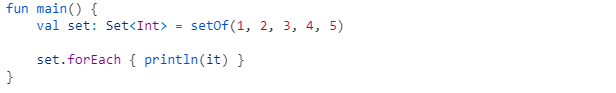 fun main() {
    val set: Set<Int> = setOf(1, 2, 3, 4, 5)

    set.forEach { println(it) }
}